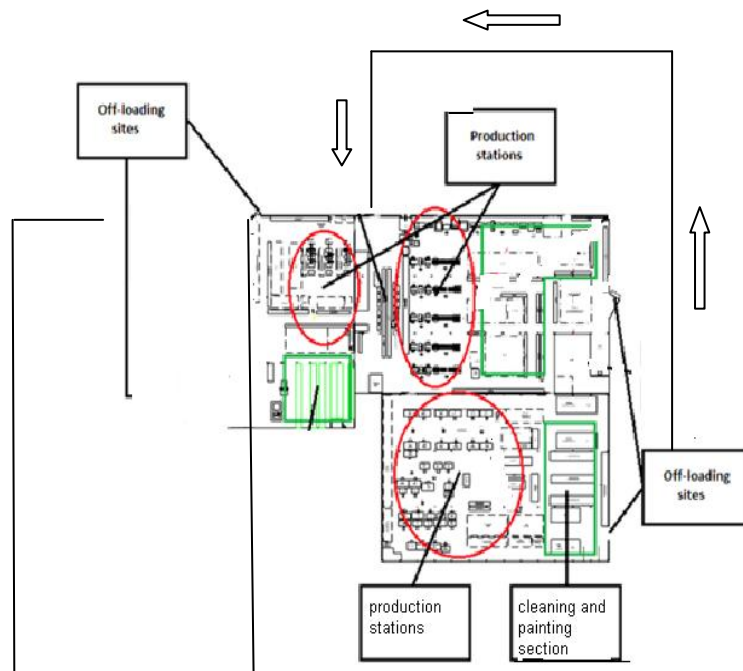 Off-loading
sites
Production
stations
Off-loading
sites
production
stations
cleaning and
painting
section